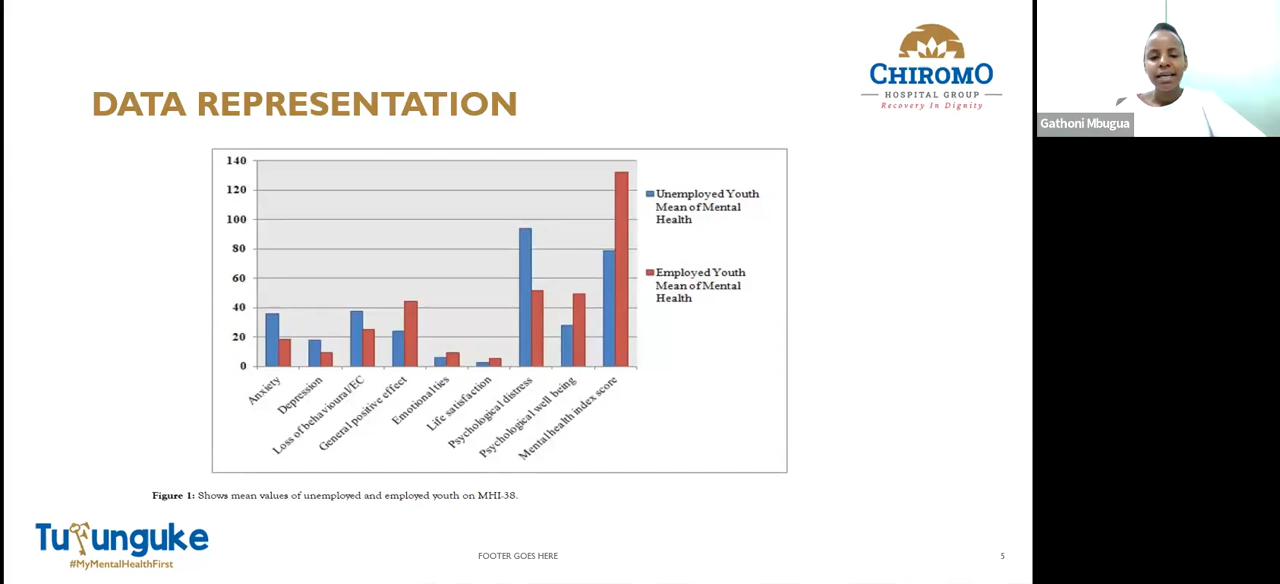 CHIROMO
HOSPITAL GROUP
Recovery In Dignity
Gathoni Mbugua
DATA REPRESENTATION
140
120
100
80
60
40
20
0
Unemployed Youth
Mean of Mental
Health
Employed Youth
Mean of Mental
Health
Anxiety
Depression
Loss of behavioural/EC
General positive effect
Emotionalties
Life satisfaction
Psychological distress
Psychological well being
Mental health index score
Figure 1: Shows mean values of unemployed and employed youth on MHI-38.
Tufunguke
#MyMentalHealthFirst
FOOTER GOES HERE
5